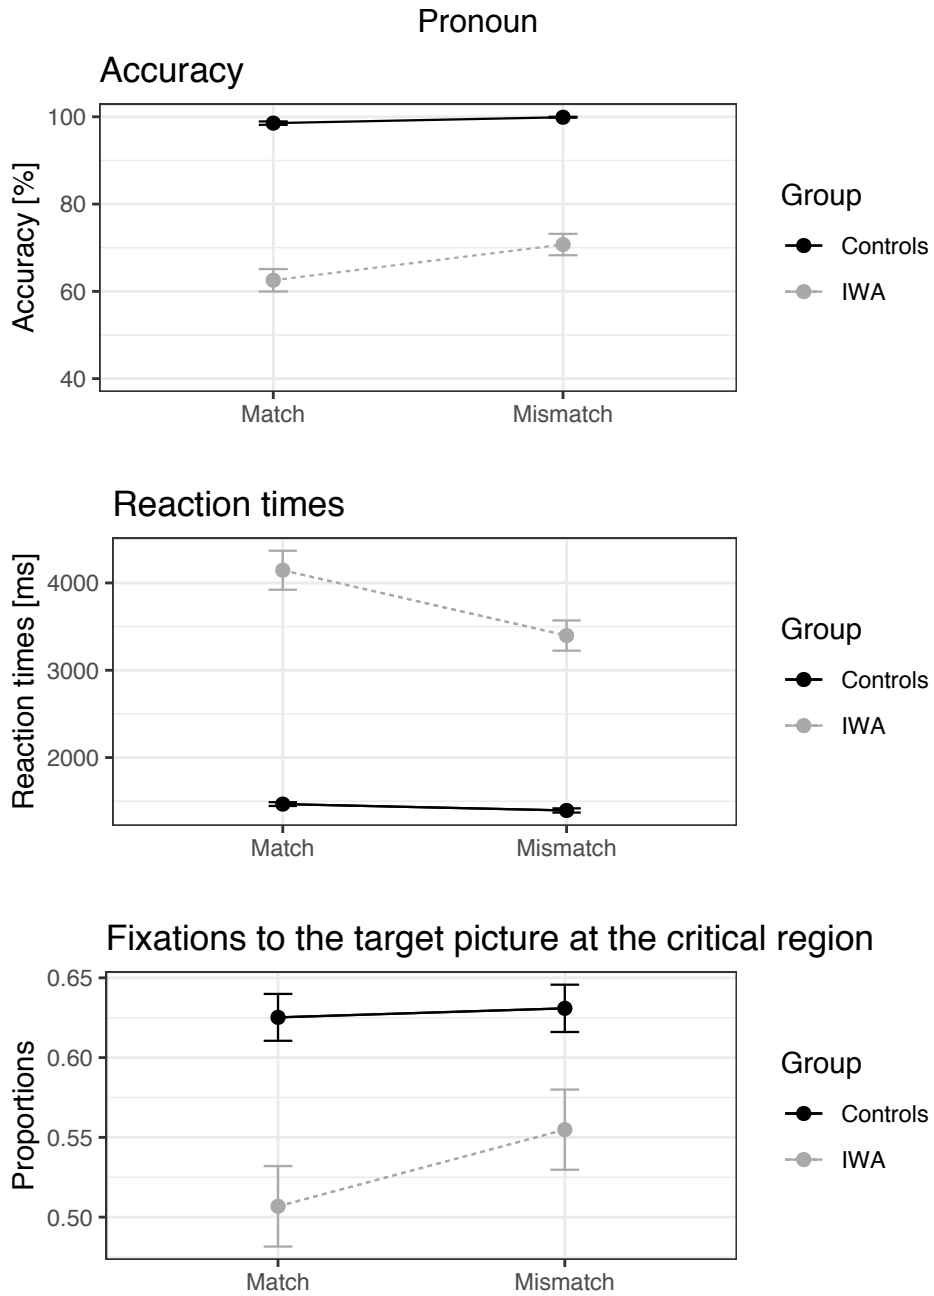 Pronoun
Accuracy
Accuracy [%]
100
80
60
40
Match Mismatch
Group
Controls
IWA
Reaction times
Reaction times [ms]
4000
3000
2000
Match Mismatch
Group
Controls
IWA
Fixations to the target picture at the critical region
Proportions
0.65
0.60
0.55
0.50
Match Mismatch
Group
Controls
IWA